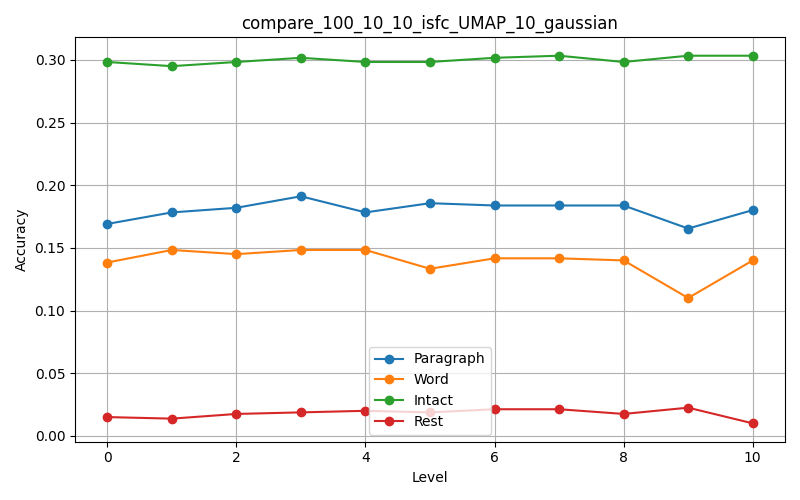 compare_100_10_10_isfc_UMAP_10_gaussian
0.30
0.25
0.20
0.15
0.10
0.05
0.00
Accuracy
Paragraph
Word
Intact
Rest
0 2 4 6 8 10
Level